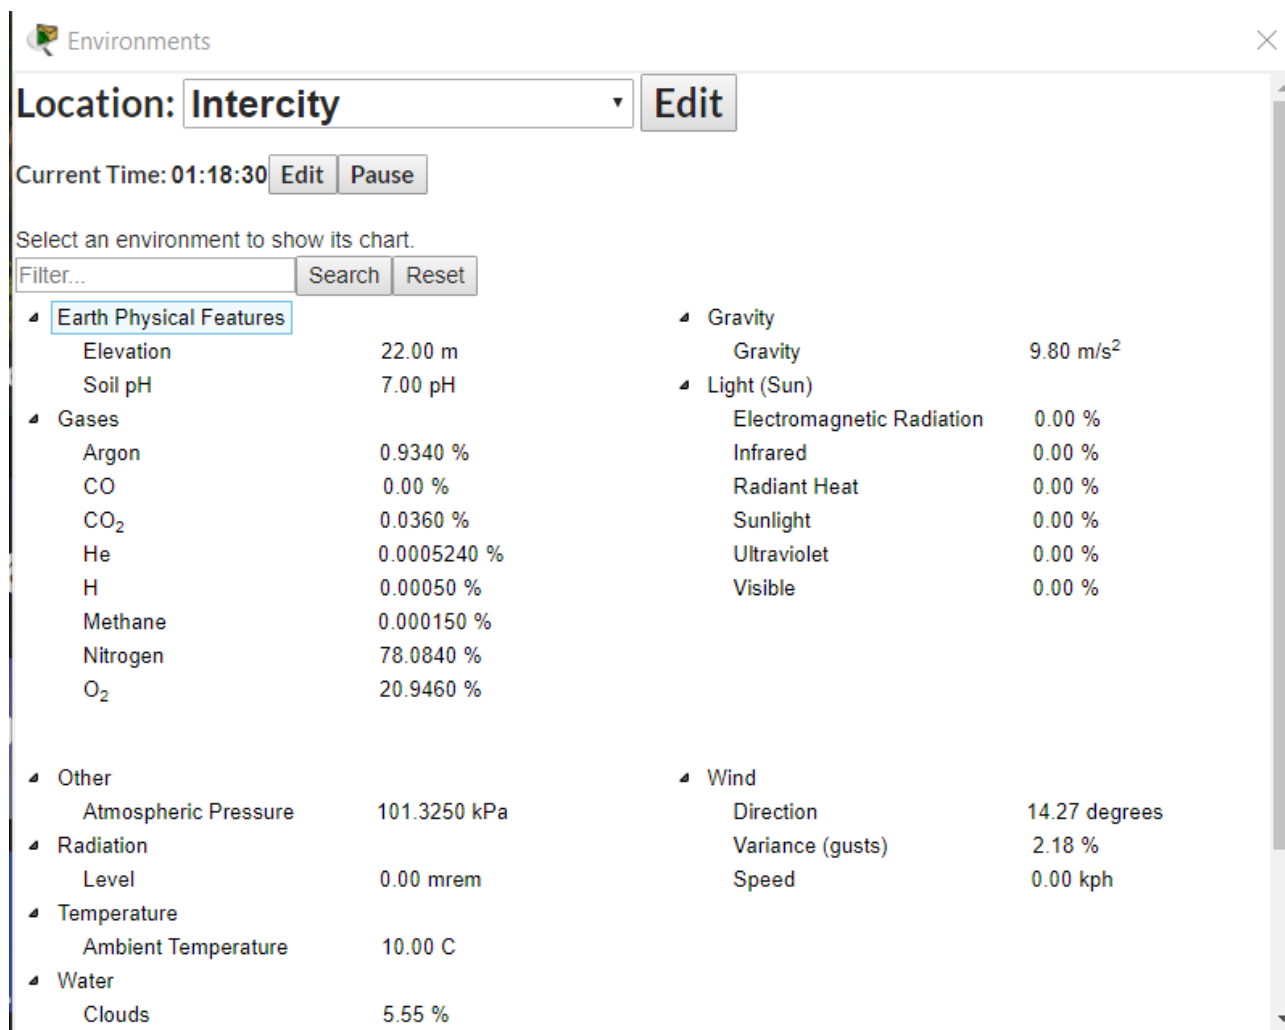 Environments
Location: Intercity Edit
Current Time: 01:18:30 Edit Pause
Select an environment to show its chart.
Filter... Search Reset
Earth Physical Features
Elevation 22.00 m
Soil pH 7.00 pH
Gases
Argon 0.9340 %
CO 0.00 %
CO₂ 0.0360 %
He 0.0005240 %
H 0.00050 %
Methane 0.000150 %
Nitrogen 78.0840 %
O₂ 20.9460 %
Gravity
Gravity 9.80 m/s²
Light (Sun)
Electromagnetic Radiation 0.00 %
Infrared 0.00 %
Radiant Heat 0.00 %
Sunlight 0.00 %
Ultraviolet 0.00 %
Visible 0.00 %
Other
Atmospheric Pressure 101.3250 kPa
Radiation
Level 0.00 mrem
Temperature
Ambient Temperature 10.00 C
Water
Clouds 5.55 %
Wind
Direction 14.27 degrees
Variance (gusts) 2.18 %
Speed 0.00 kph